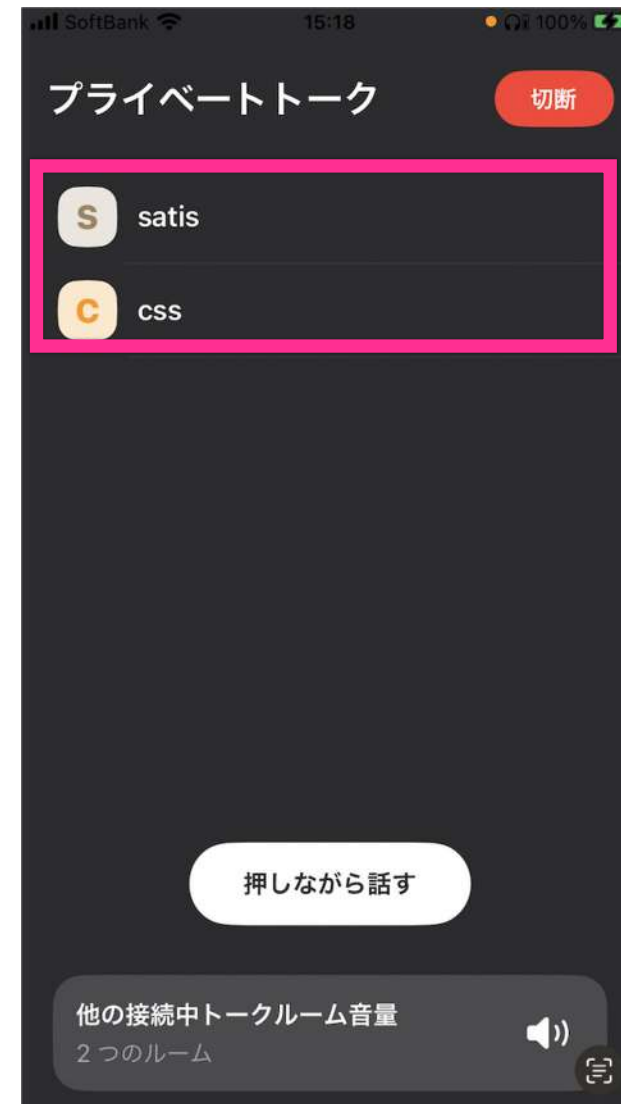 SoftBank 15:18 100%
プライベートトーク 切断
S satis
C css
押しながら話す
他の接続中トークルーム音量
2 つのルーム